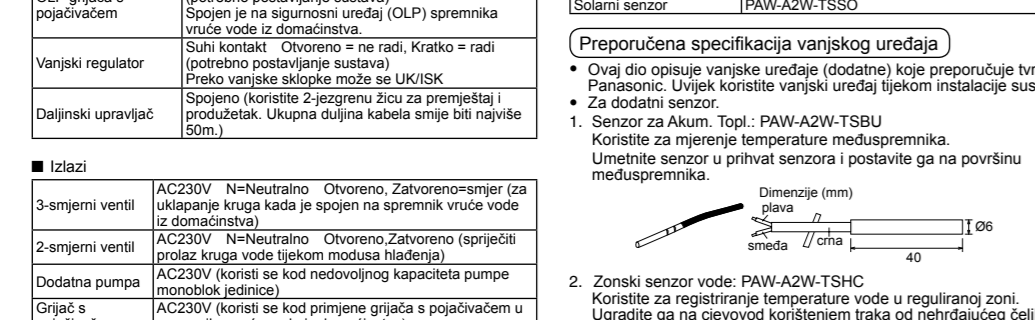 pojačivačem
Spojen je na sigurnosni uređaj (OLP) spremnika
vruće vode iz domaćinstva.
Vanjski regulator
Suhi kontakt Otvoreno = ne radi, Kratko = radi
(potrebno postavljanje sustava)
Preko vanjske sklopke može se UK/ISK
Daljinski upravljač
Spojeno (koristite 2-jezgrenu žicu za premještaj i
produžetak. Ukupna duljina kabela smije biti najviše
50m.)
■ Izlazi
3-smjerni ventil
AC230V N=Neutralno Otvoreno, Zatvoreno=smjer (za
uklapanje kruga kada je spojen na spremnik vruće vode
iz domaćinstva)
2-smjerni ventil
AC230V N=Neutralno Otvoreno,Zatvoreno (spriječiti
prolaz kruga vode tijekom modusa hlađenja)
Dodatna pumpa
AC230V (koristi se kod nedovoljnog kapaciteta pumpe
monoblok jedinice)
Grijač s
AC230V (koristi se kod primjene grijača s pojačivačem u
Solarni senzor PAW-A2W-TSSO
Preporučena specifikacija vanjskog uređaja
• Ovaj dio opisuje vanjske uređaje (dodatne) koje preporučuje
Panasonic. Uvijek koristite vanjski uređaj tijekom instalacije
• Za dodatni senzor.
1. Senzor za Akum. Topl.: PAW-A2W-TSBU
Koristite za mjerenje temperature međuspremnika.
Umetnite senzor u prihvat senzora i postavite ga na površinu
međuspremnika.
Dimenzije (mm)
plava
smeđa
crna
Ø6
40
2. Zonski senzor vode: PAW-A2W-TSHC
Koristite za registriranje temperature vode u reguliranoj zoni.
Ugradite ga na cjevovod korištenjem traka od nehrđajućeg